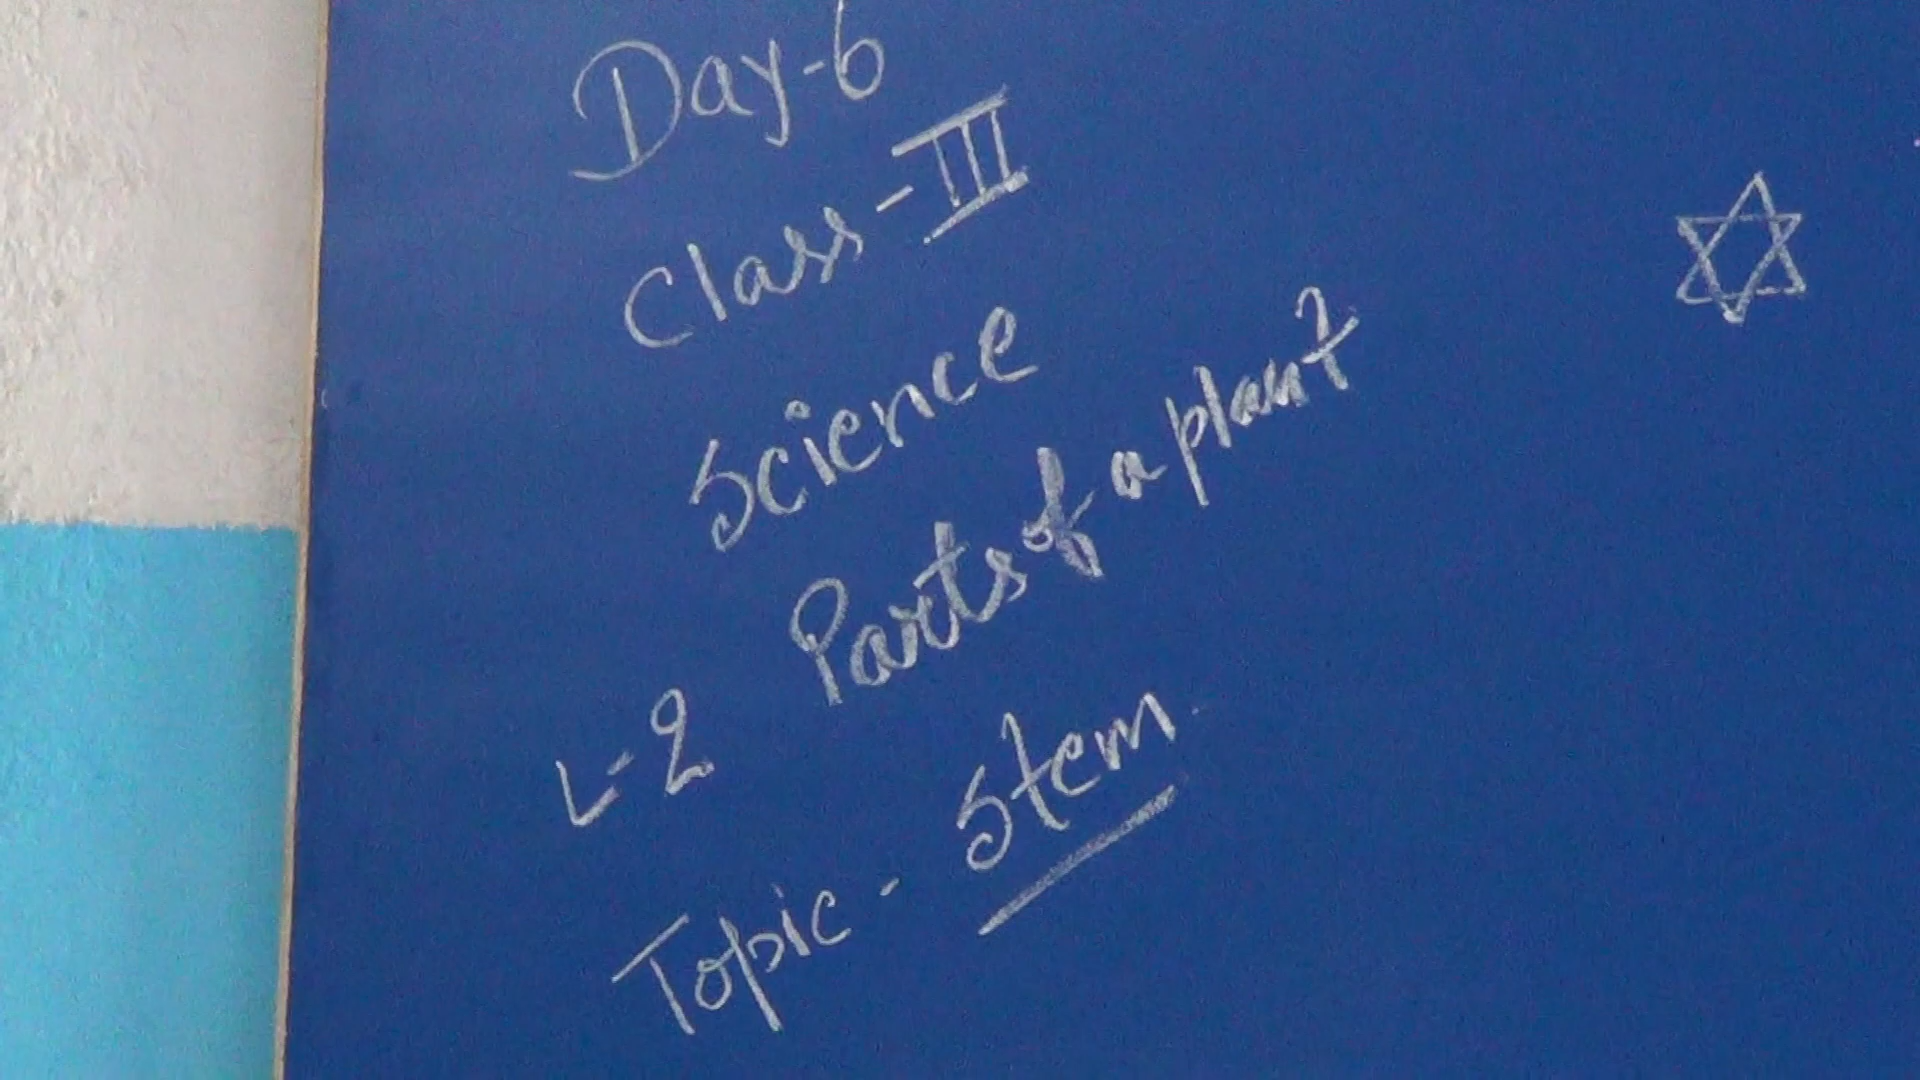 Day-6
Class-III
Science
L-2 Parts of a plant
Topic - Stem